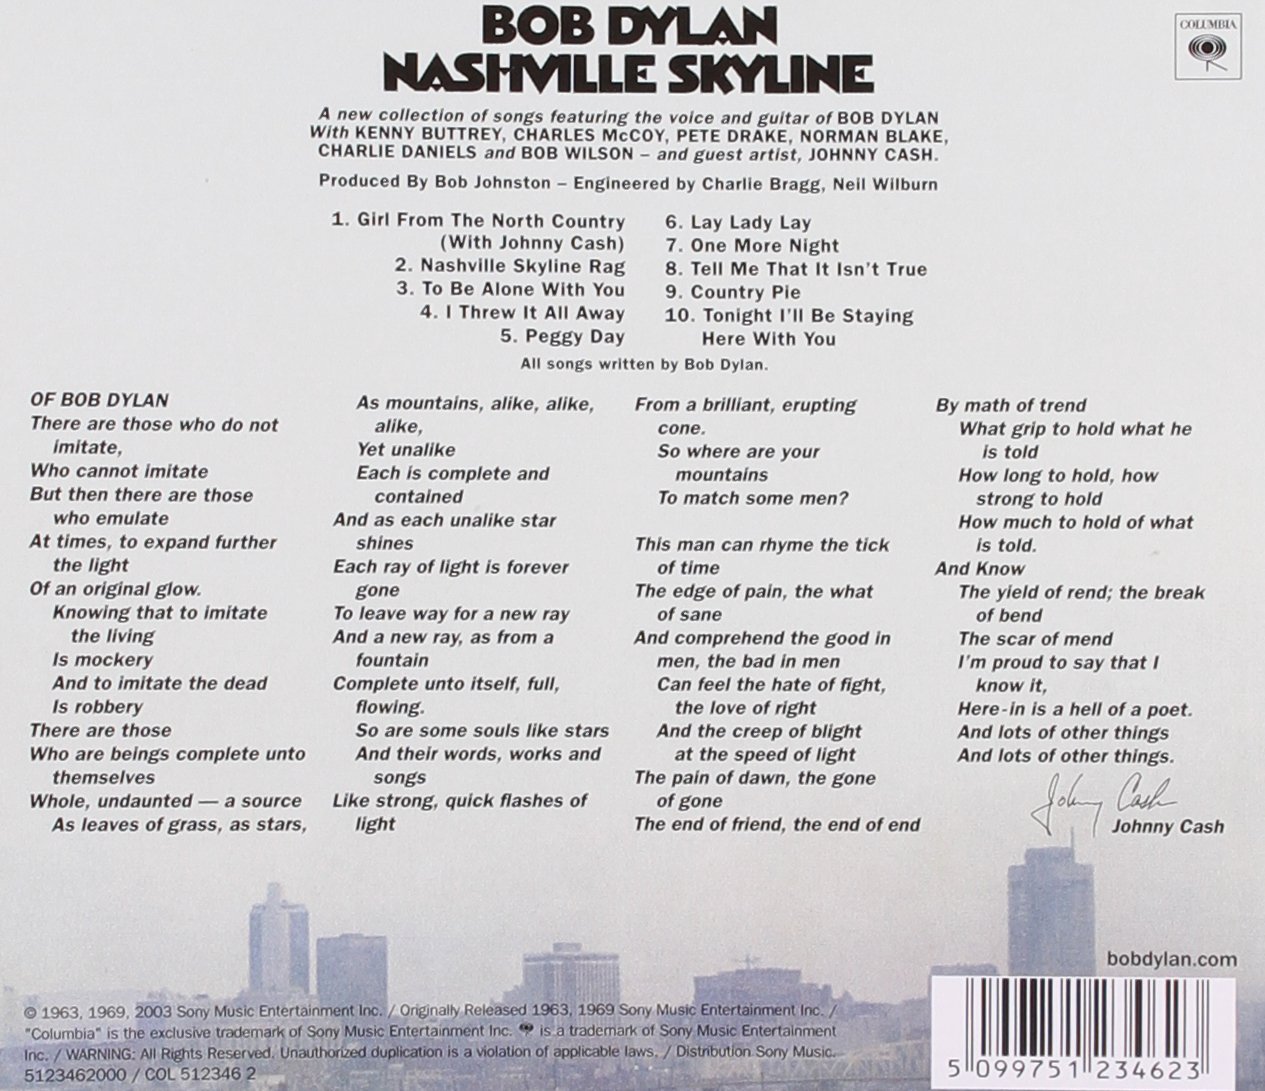 BOB DYLAN
NASHVILLE SKYLINE
COLUMBIA
A new collection of songs featuring the voice and guitar of BOB DYLAN
With KENNY BUTTREY, CHARLES McCOY, PETE DRAKE, NORMAN BLAKE,
CHARLIE DANIELS and BOB WILSON – and guest artist, JOHNNY CASH.
Produced By Bob Johnston – Engineered by Charlie Bragg, Neil Wilburn
1. Girl From The North Country
(With Johnny Cash)
2. Nashville Skyline Rag
3. To Be Alone With You
4. I Threw It All Away
5. Peggy Day
6. Lay Lady Lay
7. One More Night
8. Tell Me That It Isn't True
9. Country Pie
10. Tonight I'll Be Staying
Here With You
All songs written by Bob Dylan.
OF BOB DYLAN
There are those who do not
imitate,
Who cannot imitate
But then there are those
who emulate
At times, to expand further
the light
Of an original glow.
Knowing that to imitate
the living
Is mockery
And to imitate the dead
Is robbery
There are those
Who are beings complete unto
themselves
Whole, undaunted — a source
As leaves of grass, as stars,
As mountains, alike, alike,
alike,
Yet unalike
Each is complete and
contained
And as each unalike star
shines
Each ray of light is forever
gone
To leave way for a new ray
And a new ray, as from a
fountain
Complete unto itself, full,
flowing.
So are some souls like stars
And their words, works and
songs
Like strong, quick flashes of
light
From a brilliant, erupting
cone.
So where are your
mountains
To match some men?
This man can rhyme the tick
of time
The edge of pain, the what
of sane
And comprehend the good in
men, the bad in men
Can feel the hate of fight,
the love of right
And the creep of blight
at the speed of light
The pain of dawn, the gone
of gone
The end of friend, the end of end
By math of trend
What grip to hold what he
is told
How long to hold, how
strong to hold
How much to hold of what
is told.
And Know
The yield of rend; the break
of bend
The scar of mend
I'm proud to say that I
know it,
Here-in is a hell of a poet.
And lots of other things
And lots of other things.
Johnny Cash
Johnny Cash
bobdylan.com
© 1963, 1969, 2003 Sony Music Entertainment Inc. / Originally Released 1963, 1969 Sony Music Entertainment Inc. /
"Columbia" is the exclusive trademark of Sony Music Entertainment Inc. is a trademark of Sony Music Entertainment
Inc. / WARNING: All Rights Reserved. Unauthorized duplication is a violation of applicable laws. / Distribution Sony Music.
5123462000 / COL 512346 2
5 099751 234623